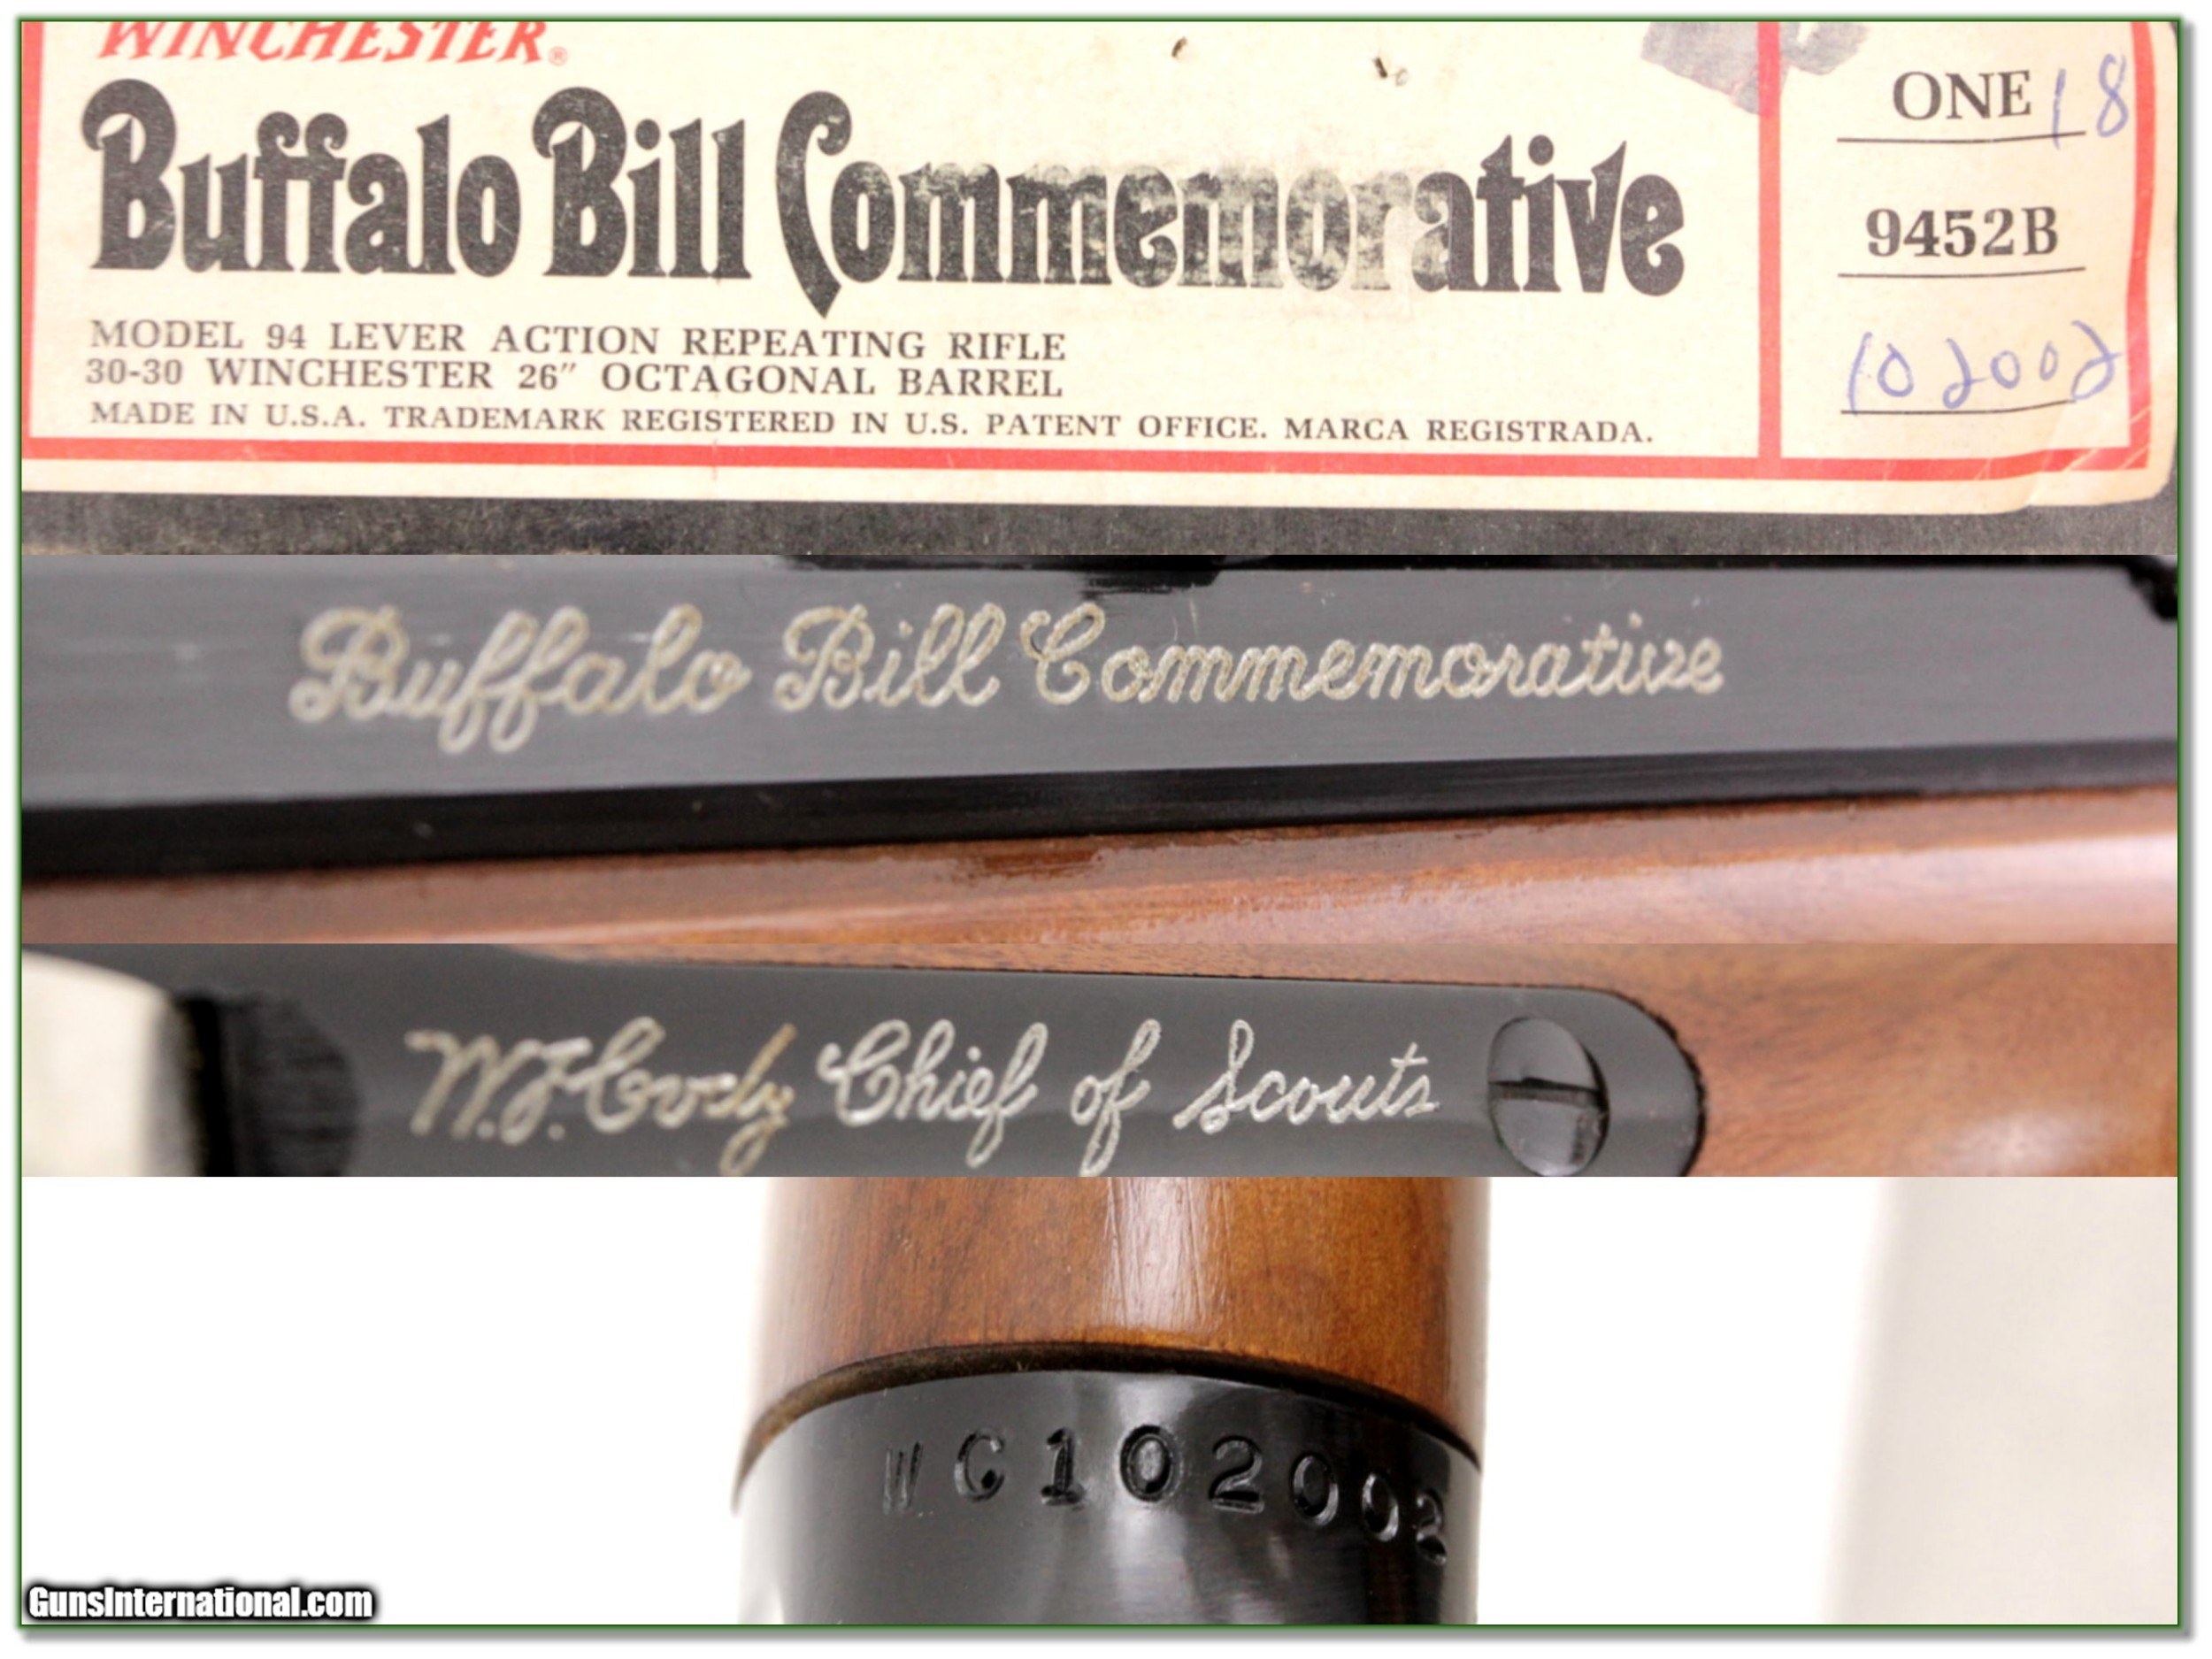 WINCHESTER®
Buffalo Bill Commemorative
MODEL 94 LEVER ACTION REPEATING RIFLE
30-30 WINCHESTER 26″ OCTAGONAL BARREL
MADE IN U.S.A. TRADEMARK REGISTERED IN U.S. PATENT OFFICE. MARCA REGISTRADA.
ONE 18
9452B
102002
Buffalo Bill Commemorative
W.F. Cody Chief of Scouts
WC102002
GunsInternational.com